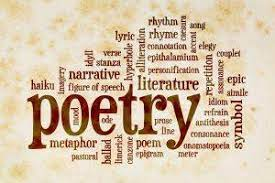 lyric
rhyme
rhythm
caesura
accent
connotation
elegy
idyll
verse
stanza
hyperbole
alliteration
epithalamium
personification
narrative
literature
repetition
assonance
epic
haiku
imagery
figure of speech
simile
poetry
symbol
mood
ode
metaphor
ballad
limerick
canzone
prose
line
poem
epigram
idiom
refrain
antithesis
consonance
onomatopoeia
pastoral
meter